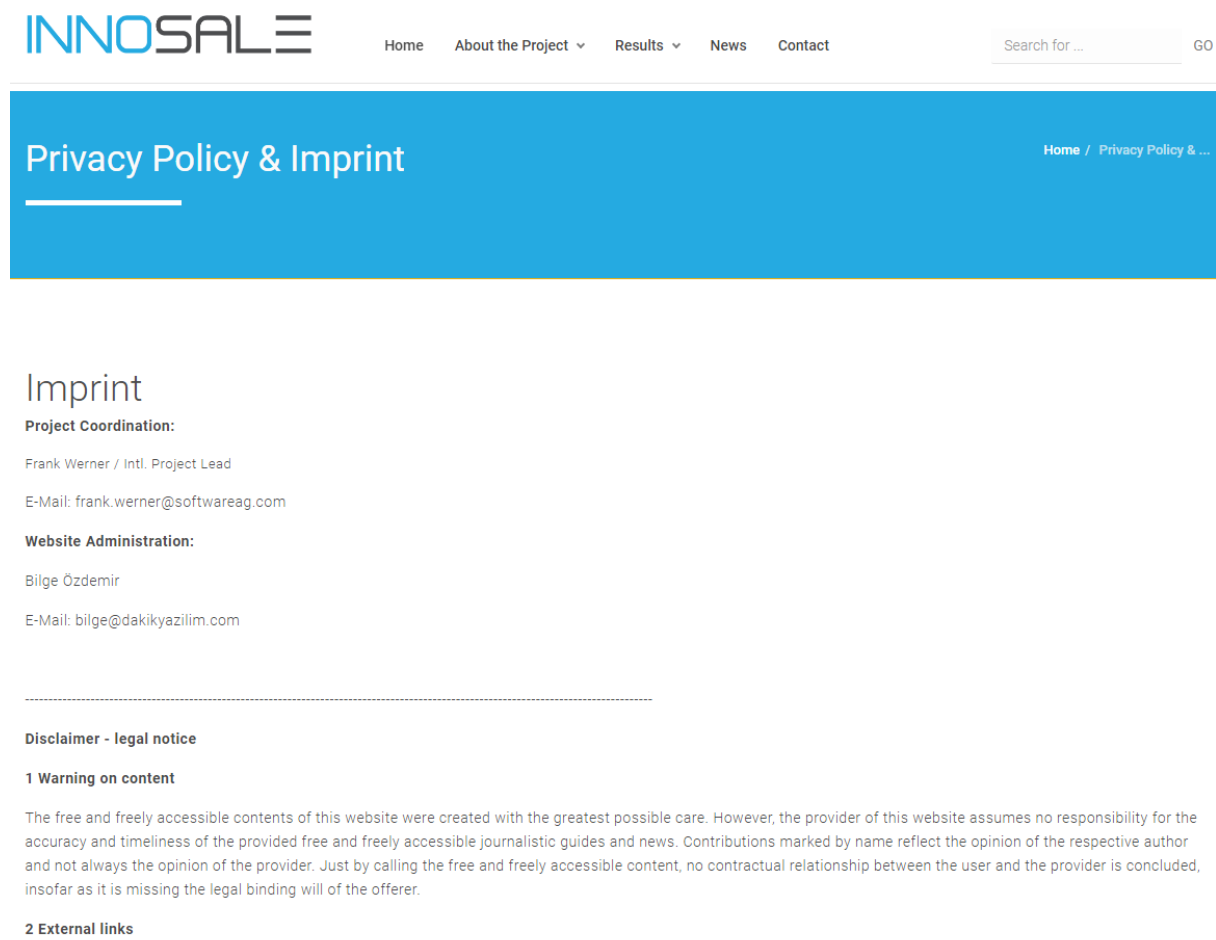 INNOSALE
Home About the Project Results News Contact
Search for ... GO
Privacy Policy & Imprint
Home / Privacy Policy & ...
Imprint
Project Coordination:
Frank Werner / Intl. Project Lead
E-Mail: frank.werner@softwareag.com
Website Administration:
Bilge Özdemir
E-Mail: bilge@dakikyazilim.com
--------------------------------------------------------------------------------------------------------------------------------------
Disclaimer - legal notice
1 Warning on content
The free and freely accessible contents of this website were created with the greatest possible care. However, the provider of this website assumes no responsibility for the
accuracy and timeliness of the provided free and freely accessible journalistic guides and news. Contributions marked by name reflect the opinion of the respective author
and not always the opinion of the provider. Just by calling the free and freely accessible content, no contractual relationship between the user and the provider is concluded,
insofar as it is missing the legal binding will of the offerer.
2 External links